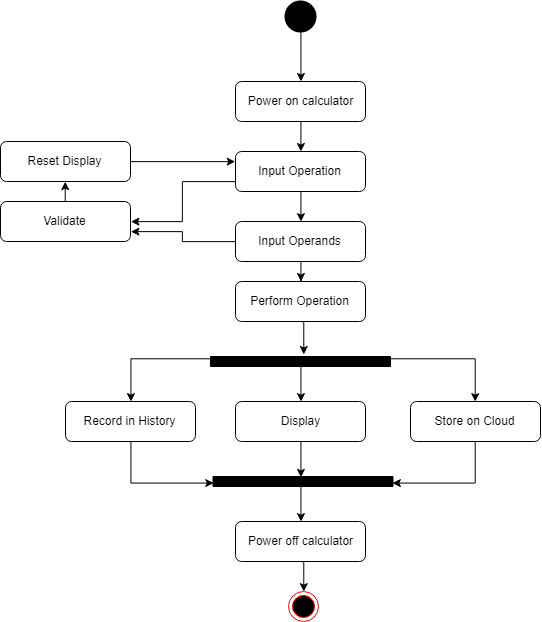 Power on calculator
Reset Display
Input Operation
Validate
Input Operands
Perform Operation
Record in History
Display
Store on Cloud
Power off calculator